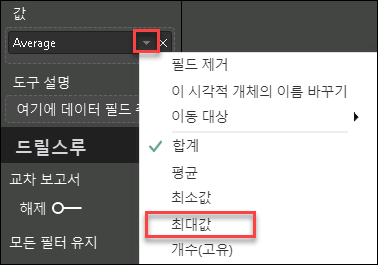 값
Average
도구 설명
여기에 데이터 필드
드릴스루
교차 보고서
해제
모든 필터 유지
필드 제거
이 시각적 개체의 이름 바꾸기
이동 대상
합계
평균
최소값
최대값
개수(고유)